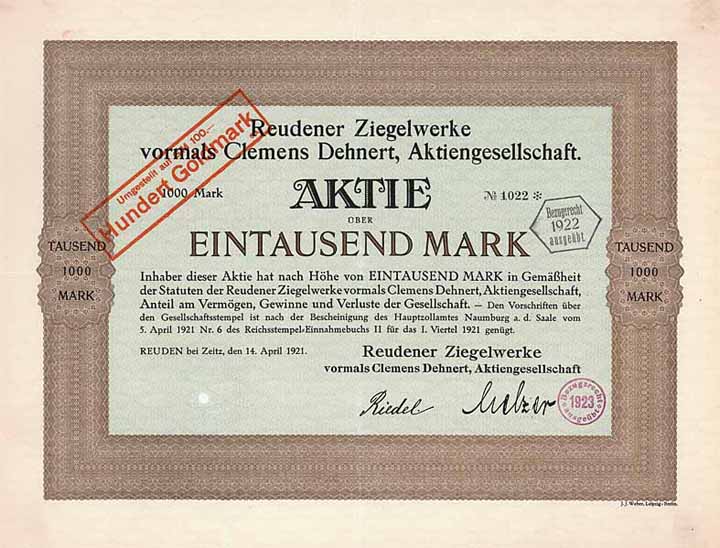 Reudener Ziegelwerke
vormals Clemens Dehnert, Aktiengesellschaft.
Umgestellt auf GM 100.—
Hundert Goldmark
1000 Mark
AKTIE
№ 1022 ✻
ÜBER
EINTAUSEND MARK
Bezugsrecht
1922
ausgeübt
TAUSEND
1000
MARK
TAUSEND
1000
MARK
Inhaber dieser Aktie hat nach Höhe von EINTAUSEND MARK in Gemäßheit
der Statuten der Reudener Ziegelwerke vormals Clemens Dehnert, Aktiengesellschaft,
Anteil am Vermögen, Gewinne und Verluste der Gesellschaft. – Den Vorschriften über
den Gesellschaftsstempel ist nach der Bescheinigung des Hauptzollamtes Naumburg a. d. Saale vom
5. April 1921 Nr. 6 des Reichsstempel-Einnahmebuchs II für das I. Viertel 1921 genügt.
REUDEN bei Zeitz, den 14. April 1921.
Reudener Ziegelwerke
vormals Clemens Dehnert, Aktiengesellschaft
Riedel
Melzer
Bezugsrecht
1923
ausgeübt
J. J. Weber, Leipzig-Berlin.